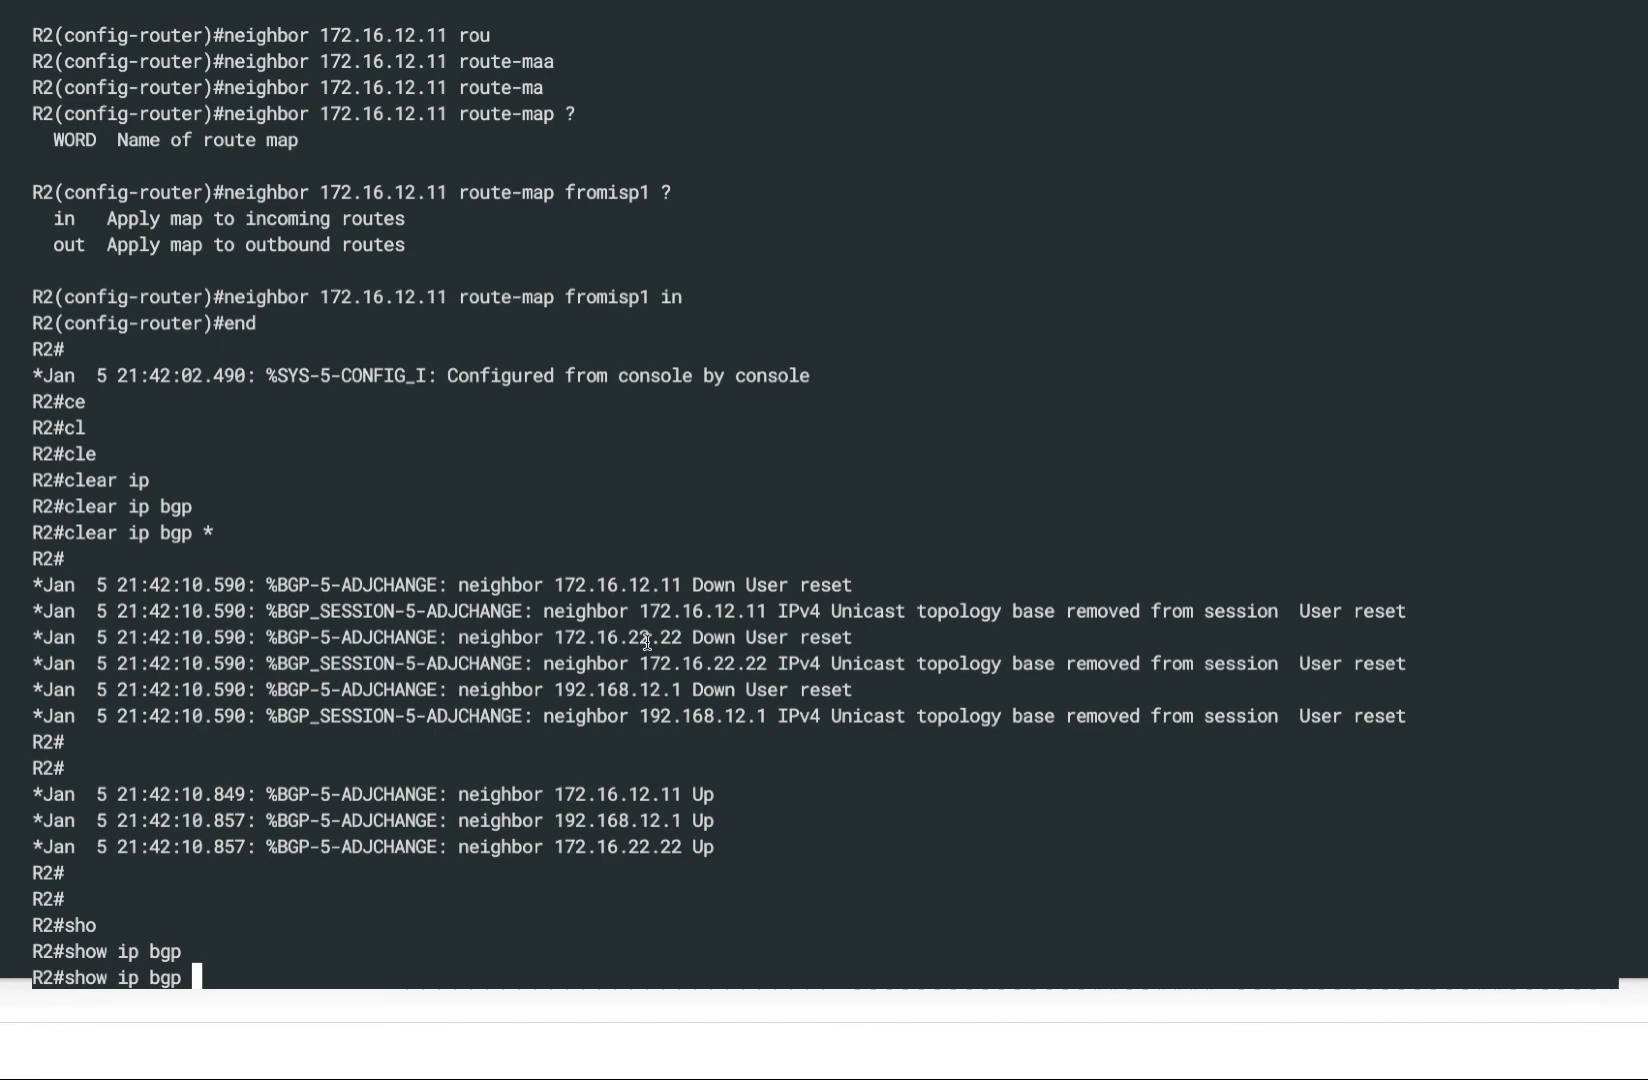 R2(config-router)#neighbor 172.16.12.11 rou
R2(config-router)#neighbor 172.16.12.11 route-maa
R2(config-router)#neighbor 172.16.12.11 route-ma
R2(config-router)#neighbor 172.16.12.11 route-map ?
  WORD  Name of route map
R2(config-router)#neighbor 172.16.12.11 route-map fromisp1 ?
  in   Apply map to incoming routes
  out  Apply map to outbound routes
R2(config-router)#neighbor 172.16.12.11 route-map fromisp1 in
R2(config-router)#end
R2#
*Jan  5 21:42:02.490: %SYS-5-CONFIG_I: Configured from console by console
R2#ce
R2#cl
R2#cle
R2#clear ip
R2#clear ip bgp
R2#clear ip bgp *
R2#
*Jan  5 21:42:10.590: %BGP-5-ADJCHANGE: neighbor 172.16.12.11 Down User reset
*Jan  5 21:42:10.590: %BGP_SESSION-5-ADJCHANGE: neighbor 172.16.12.11 IPv4 Unicast topology base removed from session  User reset
*Jan  5 21:42:10.590: %BGP-5-ADJCHANGE: neighbor 172.16.22.22 Down User reset
*Jan  5 21:42:10.590: %BGP_SESSION-5-ADJCHANGE: neighbor 172.16.22.22 IPv4 Unicast topology base removed from session  User reset
*Jan  5 21:42:10.590: %BGP-5-ADJCHANGE: neighbor 192.168.12.1 Down User reset
*Jan  5 21:42:10.590: %BGP_SESSION-5-ADJCHANGE: neighbor 192.168.12.1 IPv4 Unicast topology base removed from session  User reset
R2#
R2#
*Jan  5 21:42:10.849: %BGP-5-ADJCHANGE: neighbor 172.16.12.11 Up
*Jan  5 21:42:10.857: %BGP-5-ADJCHANGE: neighbor 192.168.12.1 Up
*Jan  5 21:42:10.857: %BGP-5-ADJCHANGE: neighbor 172.16.22.22 Up
R2#
R2#
R2#sho
R2#show ip bgp
R2#show ip bgp